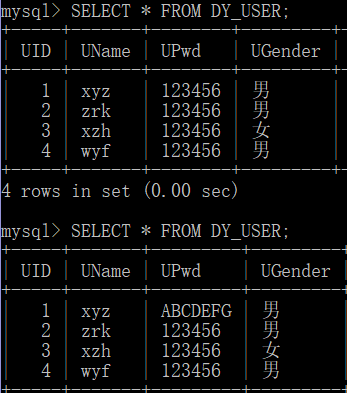 mysql> SELECT * FROM DY_USER;
+-----+-------+--------+---------+
| UID | UName | UPwd | UGender |
+-----+-------+--------+---------+
| 1 | xyz | 123456 | 男
| 2 | zrk | 123456 | 男
| 3 | xzh | 123456 | 女
| 4 | wyf | 123456 | 男
+-----+-------+--------+---------+
4 rows in set (0.00 sec)
mysql> SELECT * FROM DY_USER;
+-----+-------+---------+---------+
| UID | UName | UPwd | UGender |
+-----+-------+---------+---------+
| 1 | xyz | ABCDEFG | 男
| 2 | zrk | 123456 | 男
| 3 | xzh | 123456 | 女
| 4 | wyf | 123456 | 男
+-----+-------+---------+---------+